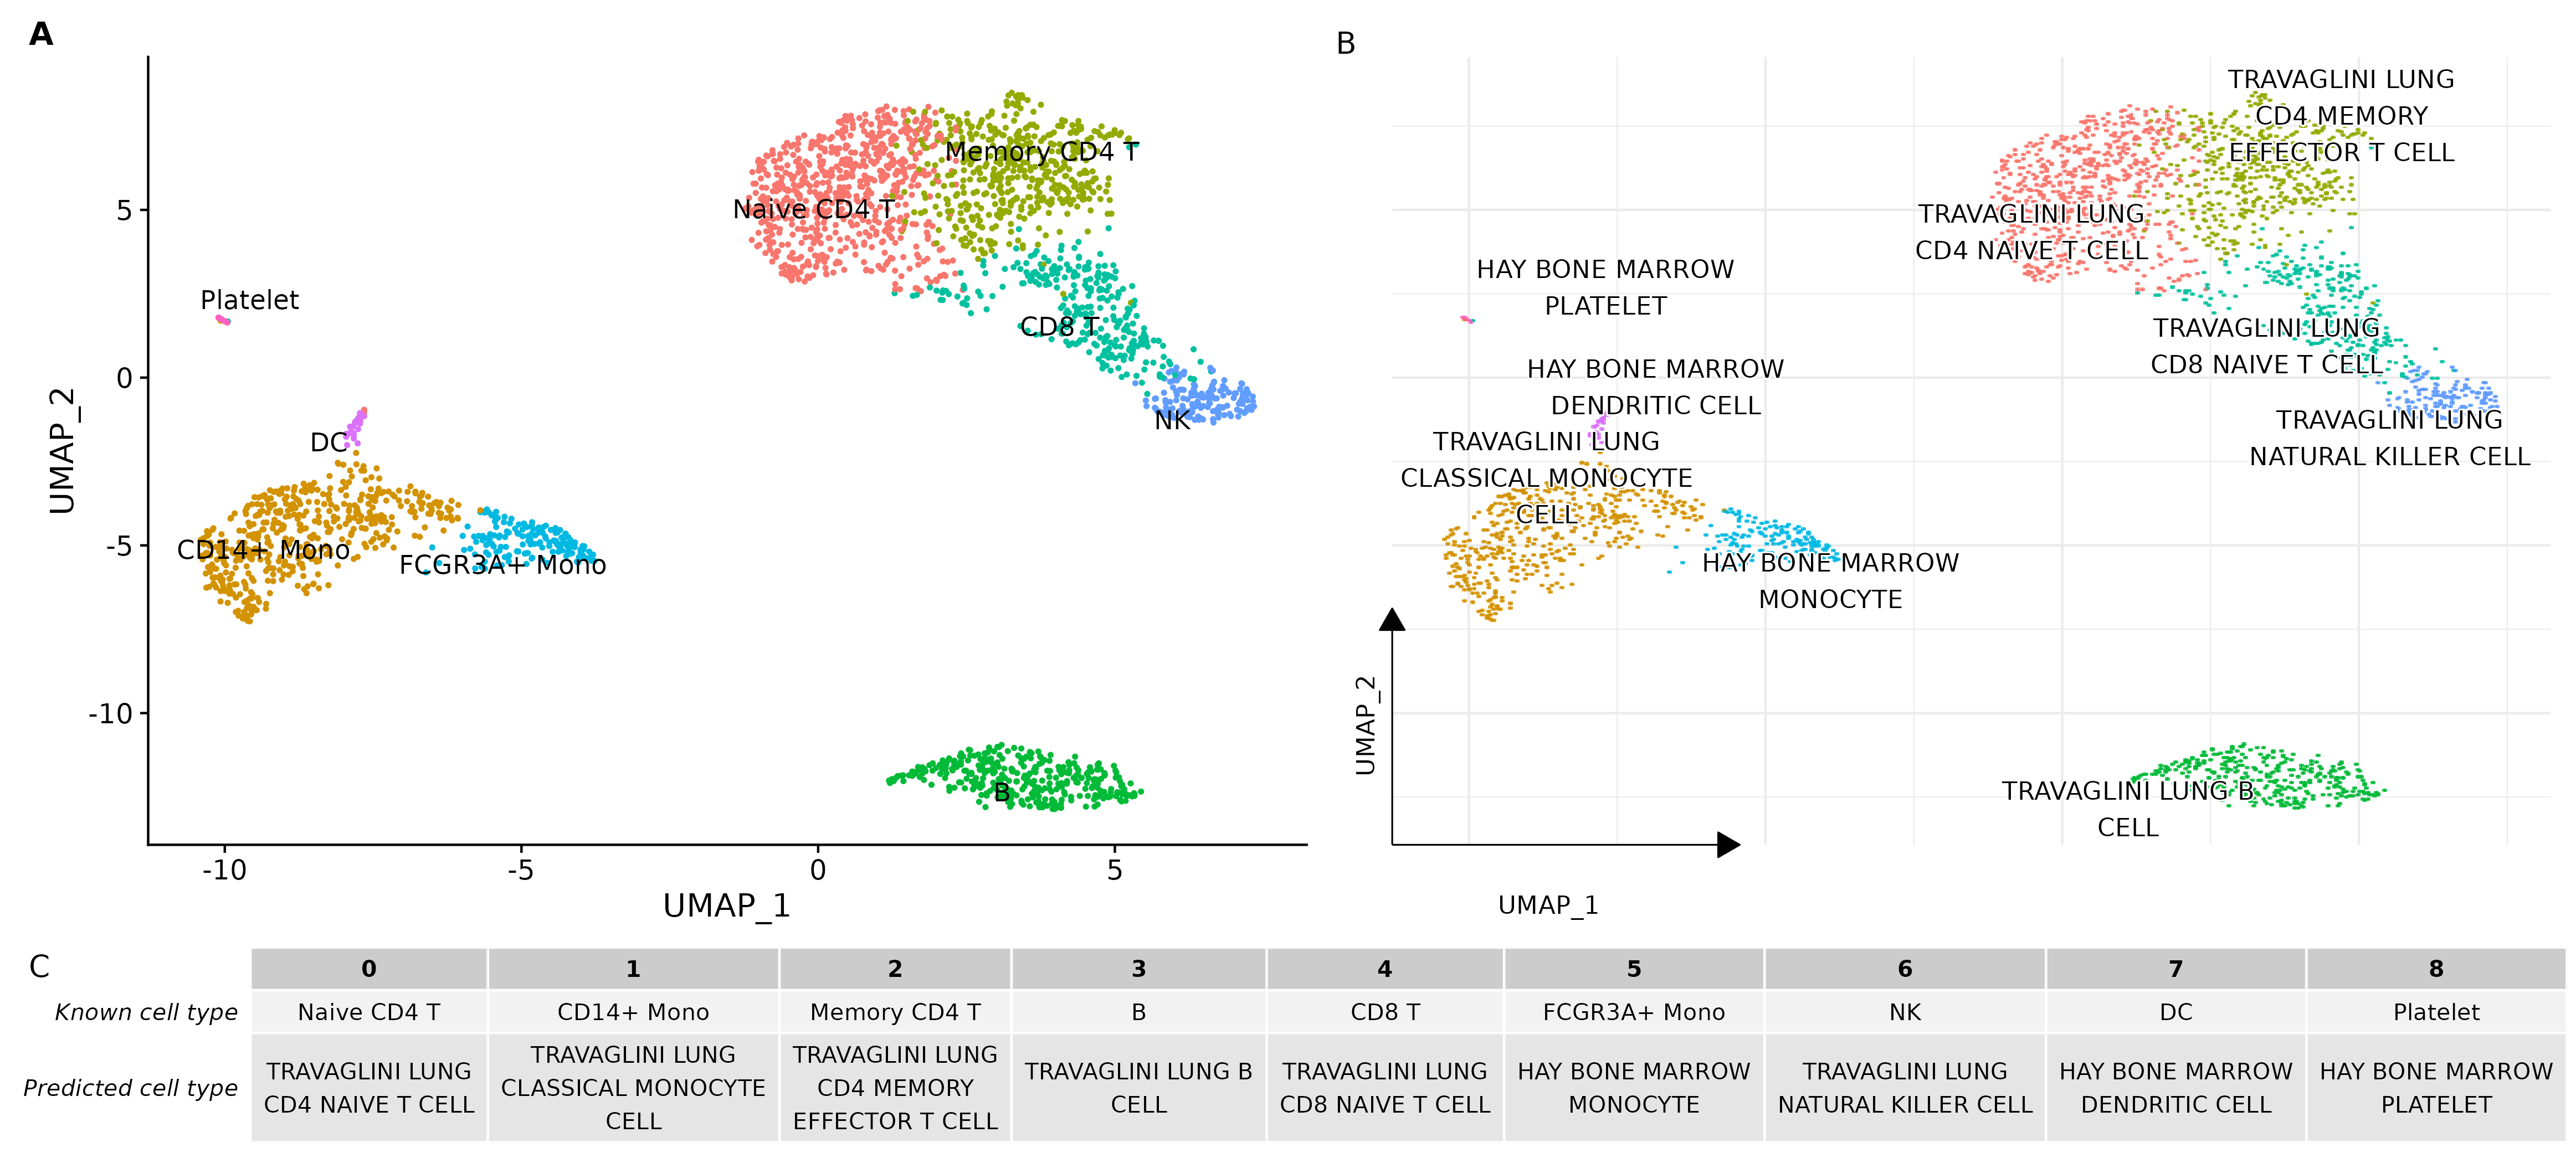 A
Memory CD4 T
Naive CD4 T
Platelet
CD8 T
NK
DC
CD14+ Mono
FCGR3A+ Mono
B
5
0
-5
-10
UMAP_2
-10
-5
0
5
UMAP_1
B
TRAVAGLINI LUNG
CD4 MEMORY
EFFECTOR T CELL
TRAVAGLINI LUNG
CD4 NAIVE T CELL
HAY BONE MARROW
PLATELET
TRAVAGLINI LUNG
CD8 NAIVE T CELL
HAY BONE MARROW
DENDRITIC CELL
TRAVAGLINI LUNG
NATURAL KILLER CELL
TRAVAGLINI LUNG
CLASSICAL MONOCYTE
CELL
HAY BONE MARROW
MONOCYTE
TRAVAGLINI LUNG B
CELL
UMAP_2
UMAP_1
C
0 1 2 3 4 5 6 7 8
Known cell type
Naive CD4 T
CD14+ Mono
Memory CD4 T
B
CD8 T
FCGR3A+ Mono
NK
DC
Platelet
Predicted cell type
TRAVAGLINI LUNG
CD4 NAIVE T CELL
TRAVAGLINI LUNG
CLASSICAL MONOCYTE
CELL
TRAVAGLINI LUNG
CD4 MEMORY
EFFECTOR T CELL
TRAVAGLINI LUNG B
CELL
TRAVAGLINI LUNG
CD8 NAIVE T CELL
HAY BONE MARROW
MONOCYTE
TRAVAGLINI LUNG
NATURAL KILLER CELL
HAY BONE MARROW
DENDRITIC CELL
HAY BONE MARROW
PLATELET